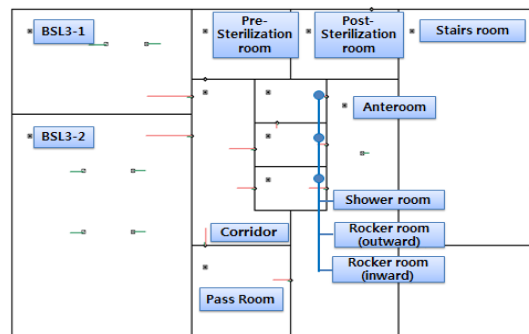 BSL3-1
Pre-
Sterilization
room
Post-
Sterilization
room
Stairs room
Anteroom
BSL3-2
Shower room
Corridor
Rocker room
(outward)
Rocker room
(inward)
Pass Room